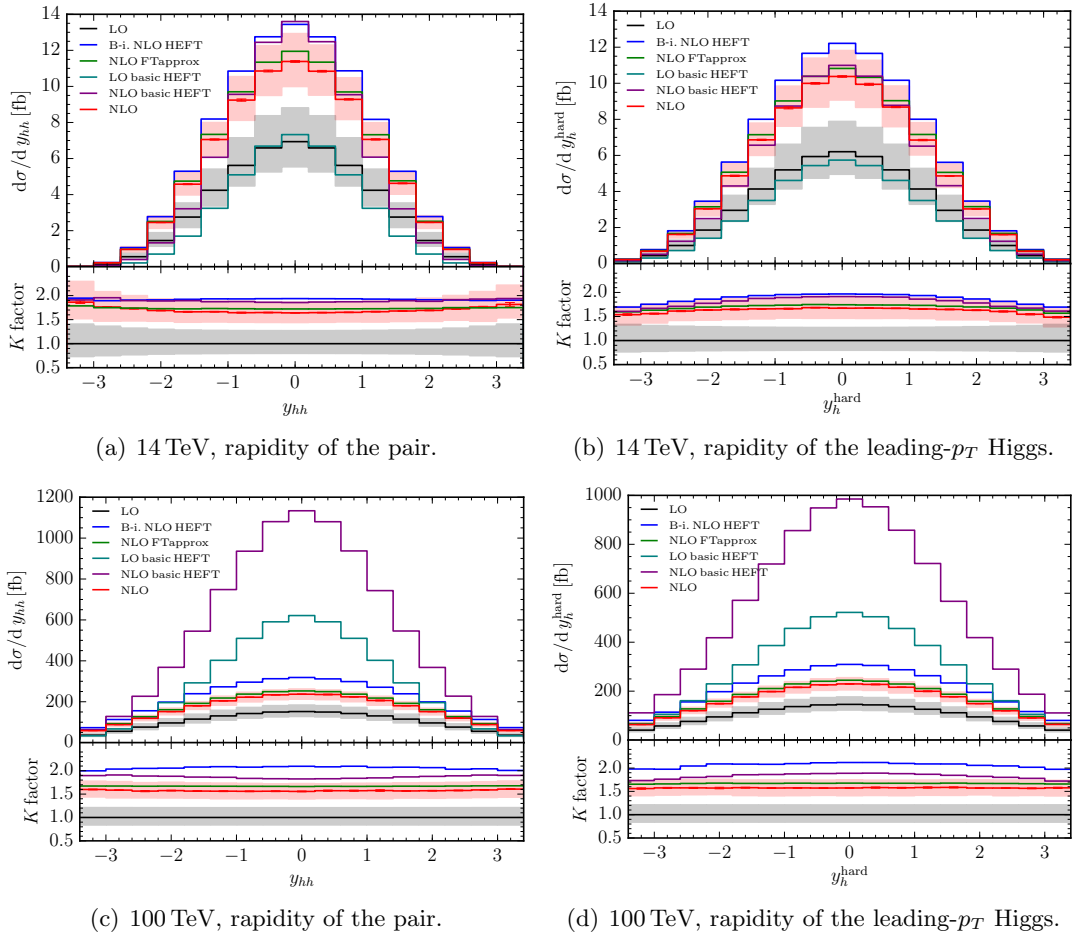 14
12
10
8
6
4
2
0
dσ/d y_hh [fb]
LO
B-i. NLO HEFT
NLO FTapprox
LO basic HEFT
NLO basic HEFT
NLO
2.0
1.5
1.0
0.5
K factor
−3 −2 −1 0 1 2 3
y_hh
(a) 14 TeV, rapidity of the pair.
14
12
10
8
6
4
2
0
dσ/d y_h^hard [fb]
LO
B-i. NLO HEFT
NLO FTapprox
LO basic HEFT
NLO basic HEFT
NLO
2.0
1.5
1.0
0.5
K factor
−3 −2 −1 0 1 2 3
y_h^hard
(b) 14 TeV, rapidity of the leading-p_T Higgs.
1200
1000
800
600
400
200
0
dσ/d y_hh [fb]
LO
B-i. NLO HEFT
NLO FTapprox
LO basic HEFT
NLO basic HEFT
NLO
2.0
1.5
1.0
0.5
K factor
−3 −2 −1 0 1 2 3
y_hh
(c) 100 TeV, rapidity of the pair.
1000
800
600
400
200
0
dσ/d y_h^hard [fb]
LO
B-i. NLO HEFT
NLO FTapprox
LO basic HEFT
NLO basic HEFT
NLO
2.0
1.5
1.0
0.5
K factor
−3 −2 −1 0 1 2 3
y_h^hard
(d) 100 TeV, rapidity of the leading-p_T Higgs.